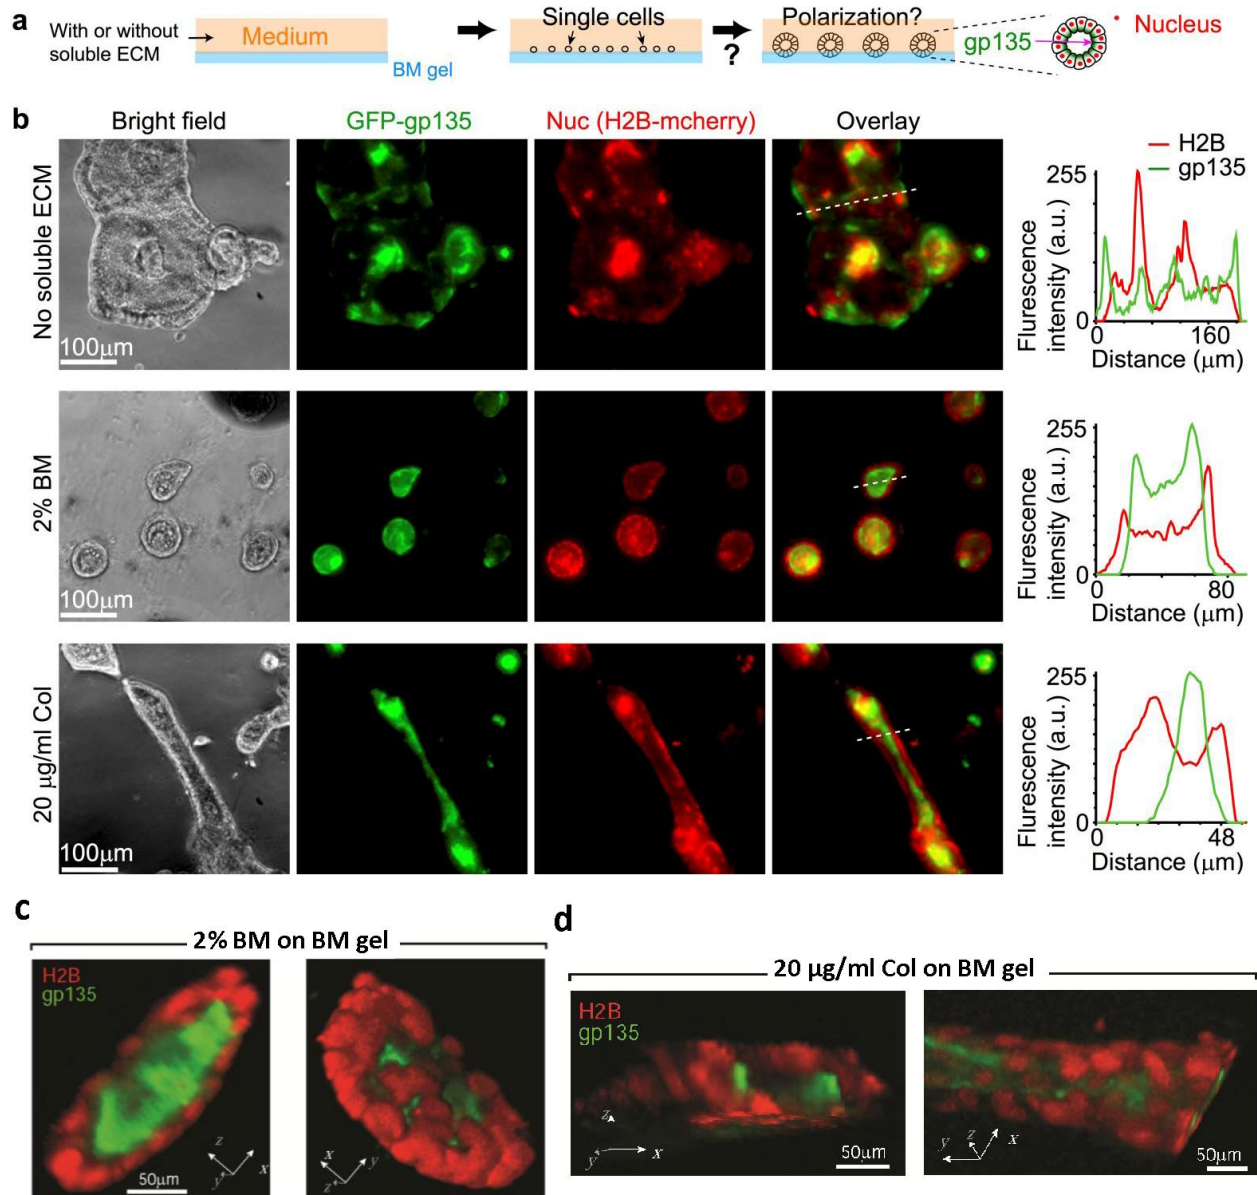 a
With or without
soluble ECM
Medium
BM gel
Single cells
?
Polarization?
gp135
Nucleus
b
Bright field
GFP-gp135
Nuc (H2B-mcherry)
Overlay
No soluble ECM
100μm
H2B
gp135
255
0
Flurescence
intensity (a.u.)
0 160
Distance (μm)
2% BM
100μm
255
0
Flurescence
intensity (a.u.)
0 80
Distance (μm)
20 μg/ml Col
100μm
255
0
Flurescence
intensity (a.u.)
0 48
Distance (μm)
c
2% BM on BM gel
H2B
gp135
z
y
x
50μm
x
y
z
d
20 μg/ml Col on BM gel
H2B
gp135
z
y
x
50μm
y
z
x
50μm